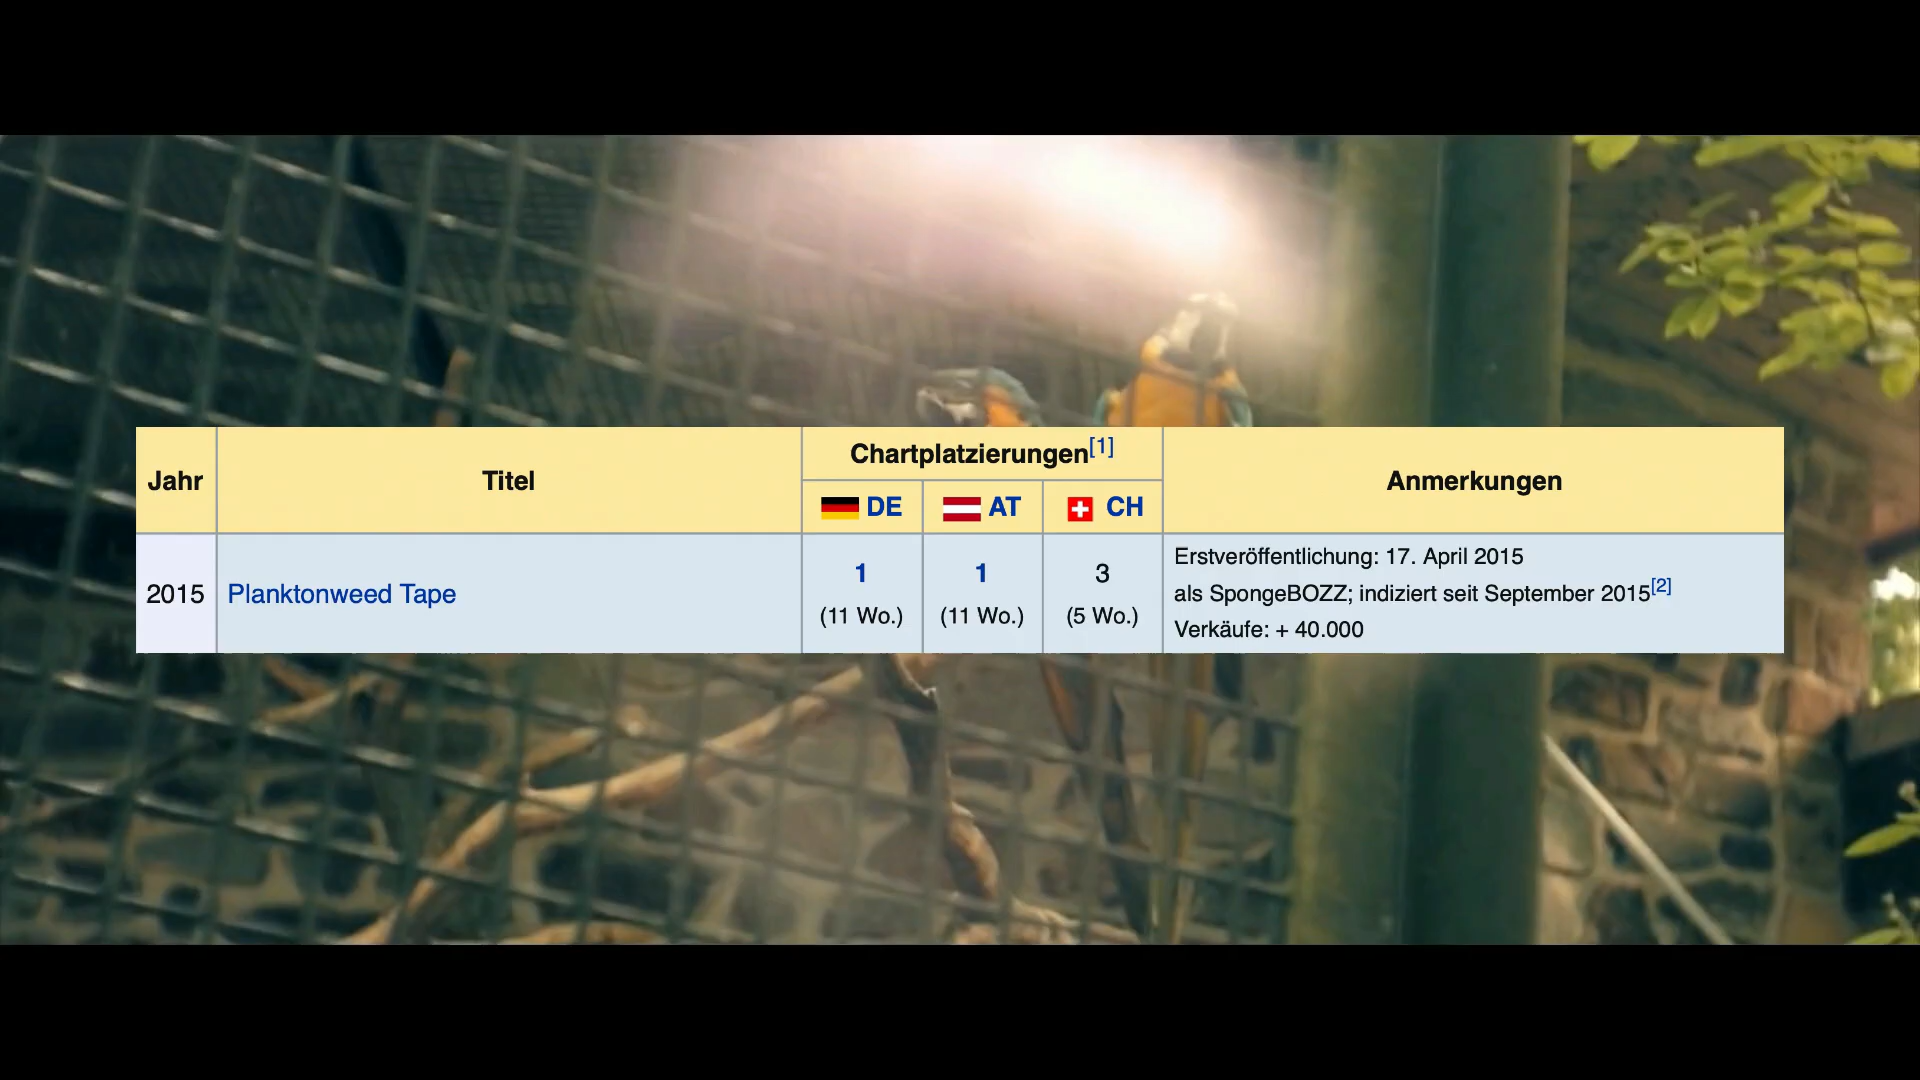 Jahr
Titel
Chartplatzierungen[1]
DE
AT
CH
Anmerkungen
2015
Planktonweed Tape
1
(11 Wo.)
1
(11 Wo.)
3
(5 Wo.)
Erstveröffentlichung: 17. April 2015
als SpongeBOZZ; indiziert seit September 2015[2]
Verkäufe: + 40.000